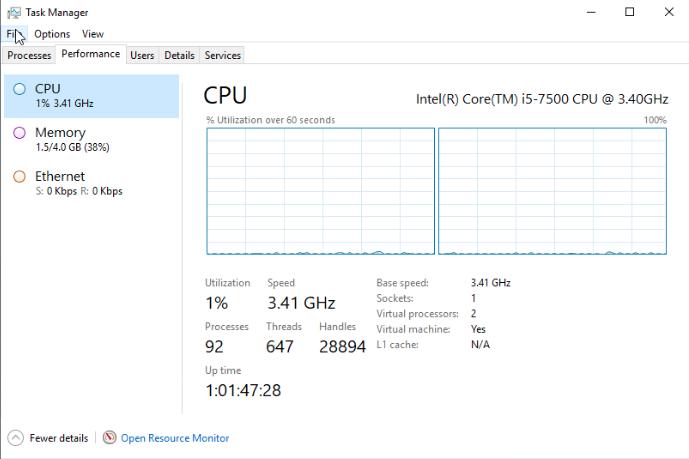 Task Manager
File Options View
Processes Performance Users Details Services
CPU
1% 3.41 GHz
Memory
1.5/4.0 GB (38%)
Ethernet
S: 0 Kbps R: 0 Kbps
CPU Intel(R) Core(TM) i5-7500 CPU @ 3.40GHz
% Utilization over 60 seconds 100%
Utilization Speed
1% 3.41 GHz
Processes Threads Handles
92 647 28894
Up time
1:01:47:28
Base speed: 3.41 GHz
Sockets: 1
Virtual processors: 2
Virtual machine: Yes
L1 cache: N/A
Fewer details Open Resource Monitor